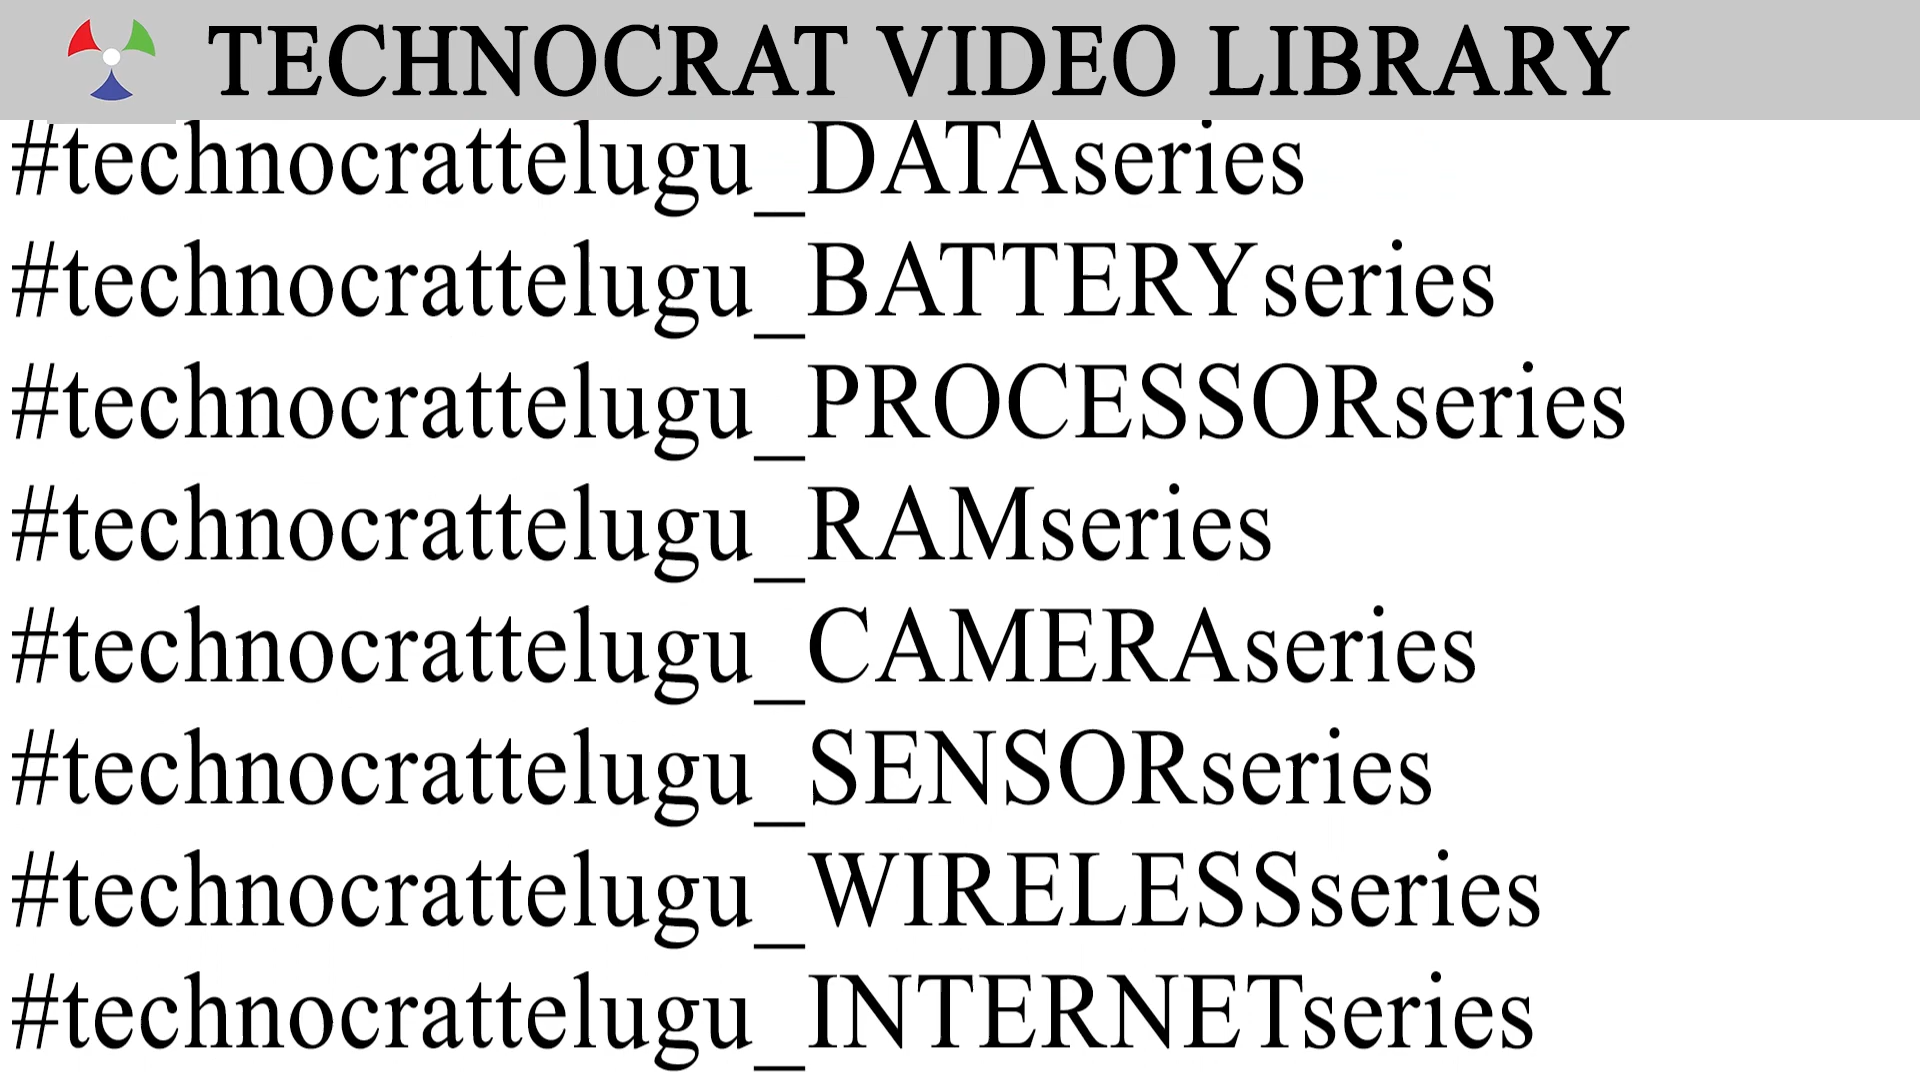 TECHNOCRAT VIDEO LIBRARY
#technocrattelugu_DATAseries
#technocrattelugu_BATTERYseries
#technocrattelugu_PROCESSORseries
#technocrattelugu_RAMseries
#technocrattelugu_CAMERAseries
#technocrattelugu_SENSORseries
#technocrattelugu_WIRELESSseries
#technocrattelugu_INTERNETseries